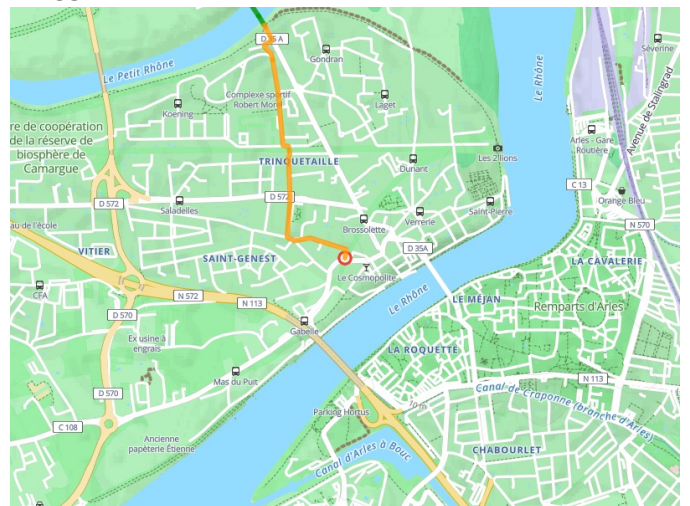 D 35 A
Gondran
Séverine
Le Petit Rhône
Le Rhône
Avenue de Stalingrad
Complexe sportif
Robert Morel
Koening
Laget
re de coopération
de la réserve de
biosphère de
Camargue
Arles - Gare
Routière
TRINQUETAILLE
Les 2 lions
Dunant
C 13
D 572
D 572
Orange Bleu
Saladelles
Saint-Pierre
au de l'école
Brossolette
Verrerie
N 570
VITIER
SAINT-GENEST
D 35A
LA CAVALERIE
CFA
Le Cosmopolite
N 572
N 113
Le Rhône
LE MÉJAN
Remparts d'Arles
D 570
Gabelle
Ex usine à
engrais
LA ROQUETTE
N 113
Mas du Puit
D 570
Canal de Craponne (branche d'Arles)
10 m
Parking Hortus
C 108
Ancienne
papèterie Étienne
Canal d'Arles à Bouc
CHABOURLET